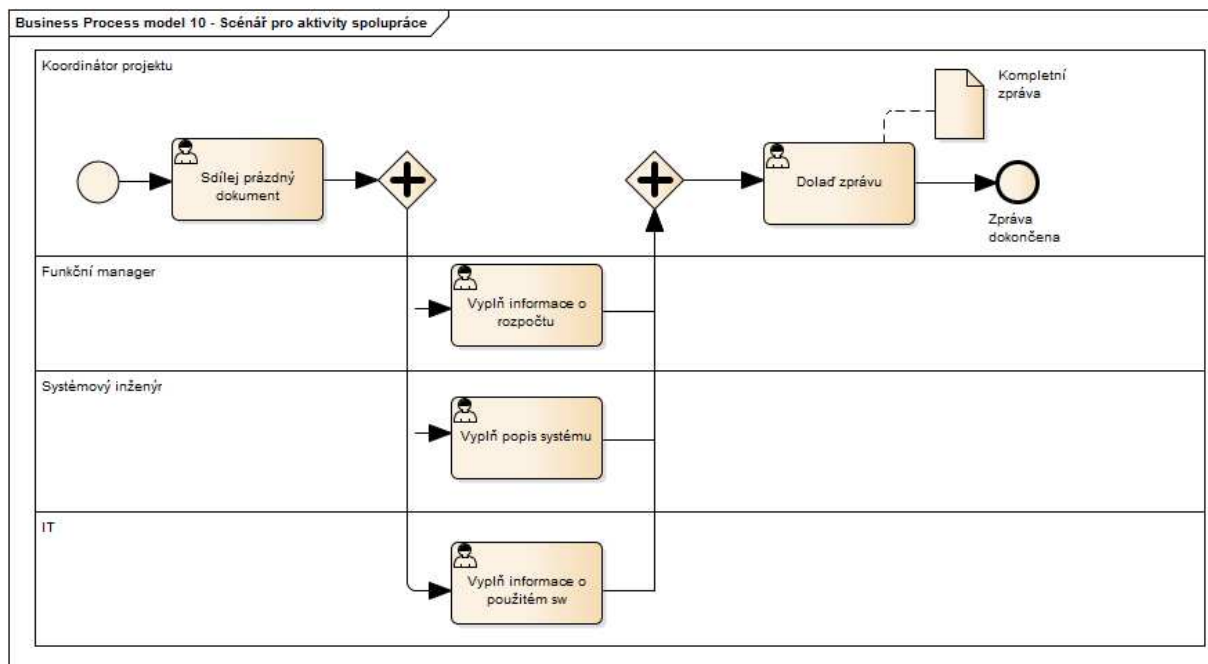 Business Process model 10 - Scénář pro aktivity spolupráce
Koordinátor projektu
Kompletní
zpráva
Sdílej prázdný
dokument
Dolaď zprávu
Zpráva
dokončena
Funkční manager
Vyplň informace o
rozpočtu
Systémový inženýr
Vyplň popis systému
IT
Vyplň informace o
použitém sw